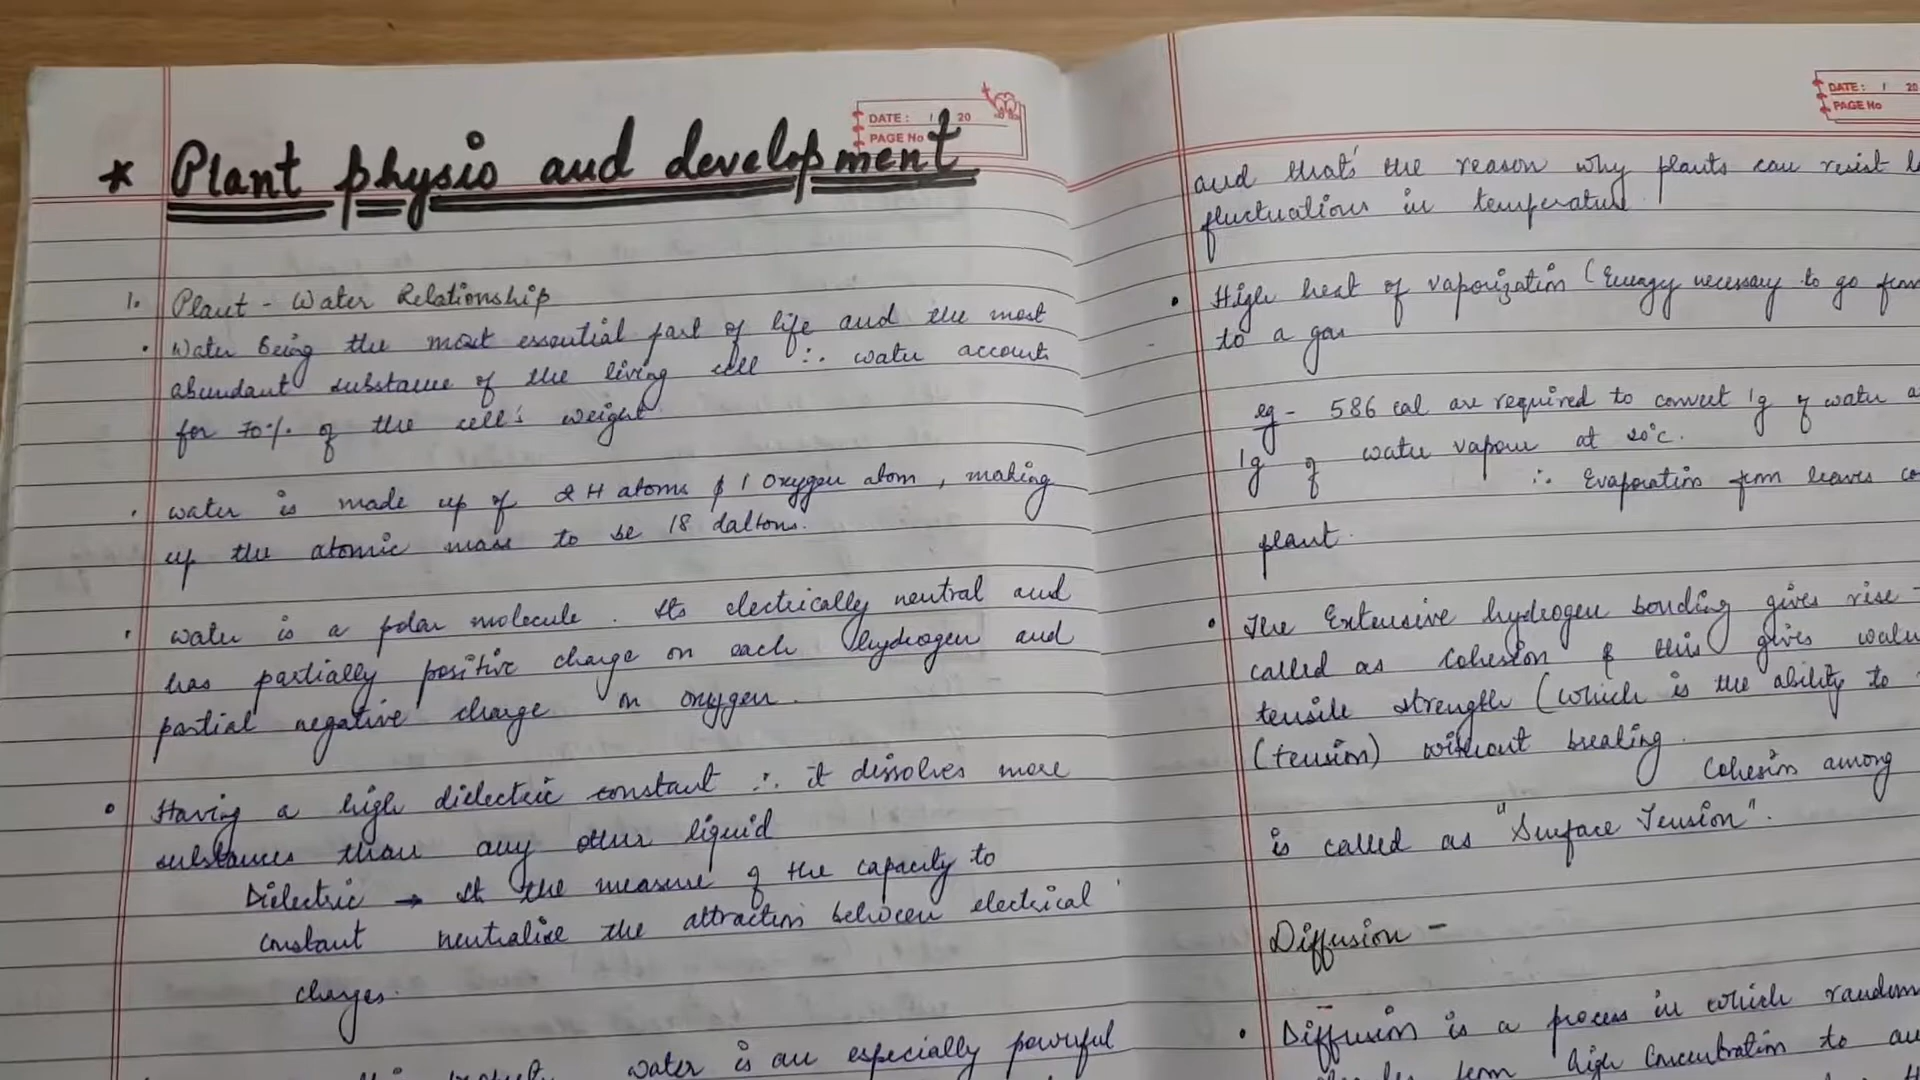 DATE: / / 20
PAGE No
* Plant physio and development
1. Plant - Water Relationship
• Water being the most essential part of life and the most
abundant substance of the living cell ∴ water account
for 70% of the cell's weight.
• water is made up of 2 H atoms & 1 Oxygen atom, making
up the atomic mass to be 18 daltons.
• water is a polar molecule. Its electrically neutral and
has partially positive charge on each hydrogen and
partial negative charge on oxygen.
• Having a high dielectric constant ∴ it dissolves more
substances than any other liquid
Dielectric → It the measure of the capacity to
constant neutralise the attraction between electrical
charges.
water is an especially powerful
DATE: / 20
PAGE No
and that's the reason why plants can resist
fluctuations in temperature.
• High heat of vaporization (Energy necessary to go from
to a gas
eg - 586 cal are required to convert 1g of water
1g of water vapour at 20°C.
∴ Evaporation from leaves
plant.
• The Extensive hydrogen bonding gives rise
called as Cohesion & this gives water
tensile strength (which is the ability to
(tension) without breaking.
Cohesion among
is called as "Surface Tension".
Diffusion -
• Diffusion is a process in which random
high Concentration to